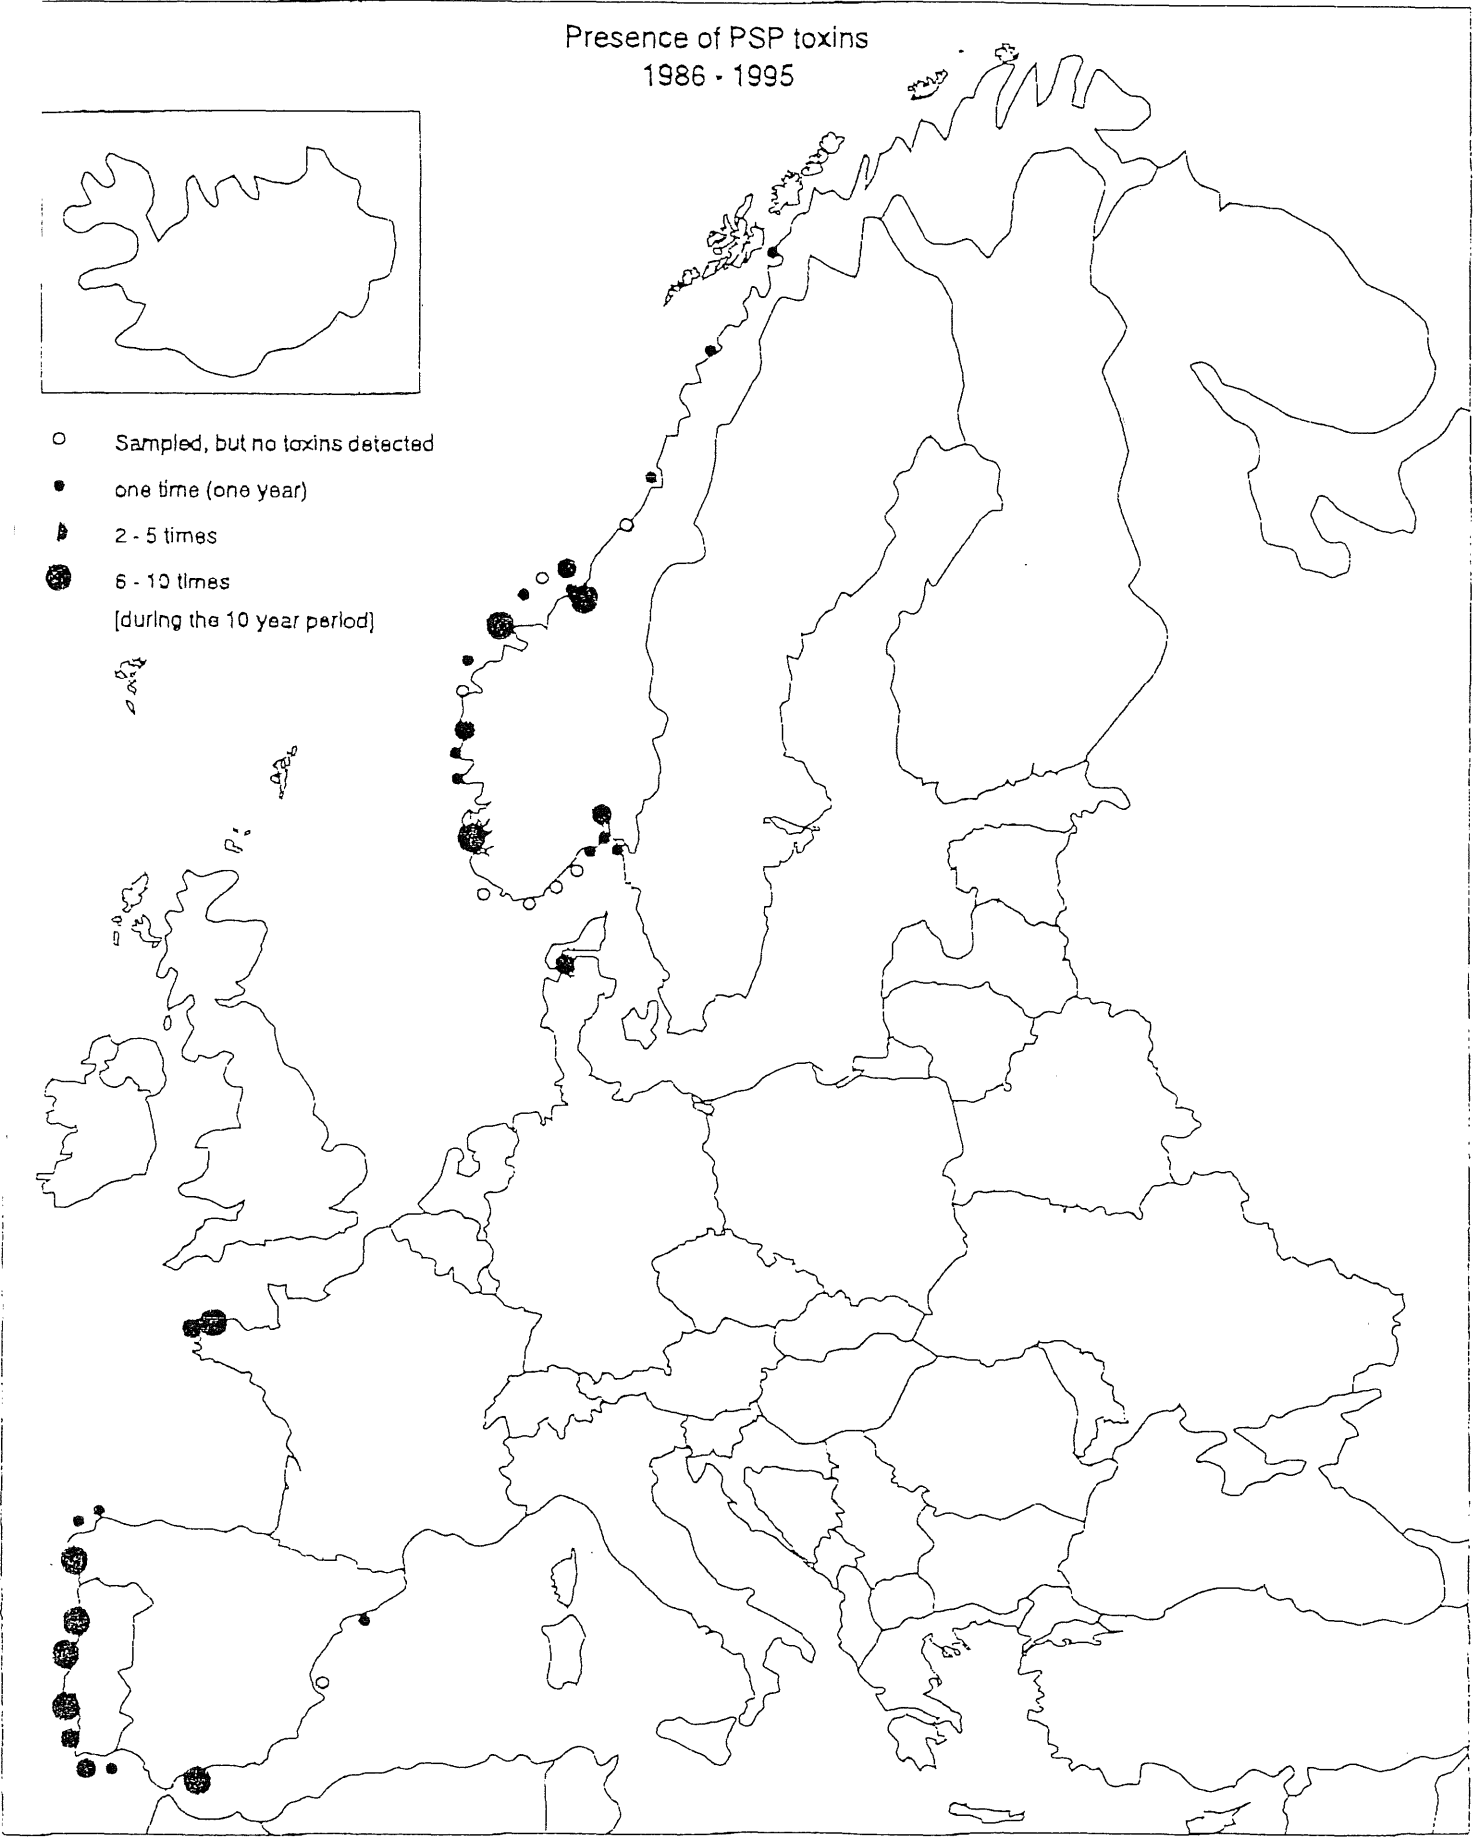 Presence of PSP toxins
1986 - 1995
Sampled, but no toxins detected
one time (one year)
2 - 5 times
6 - 10 times
[during the 10 year period]